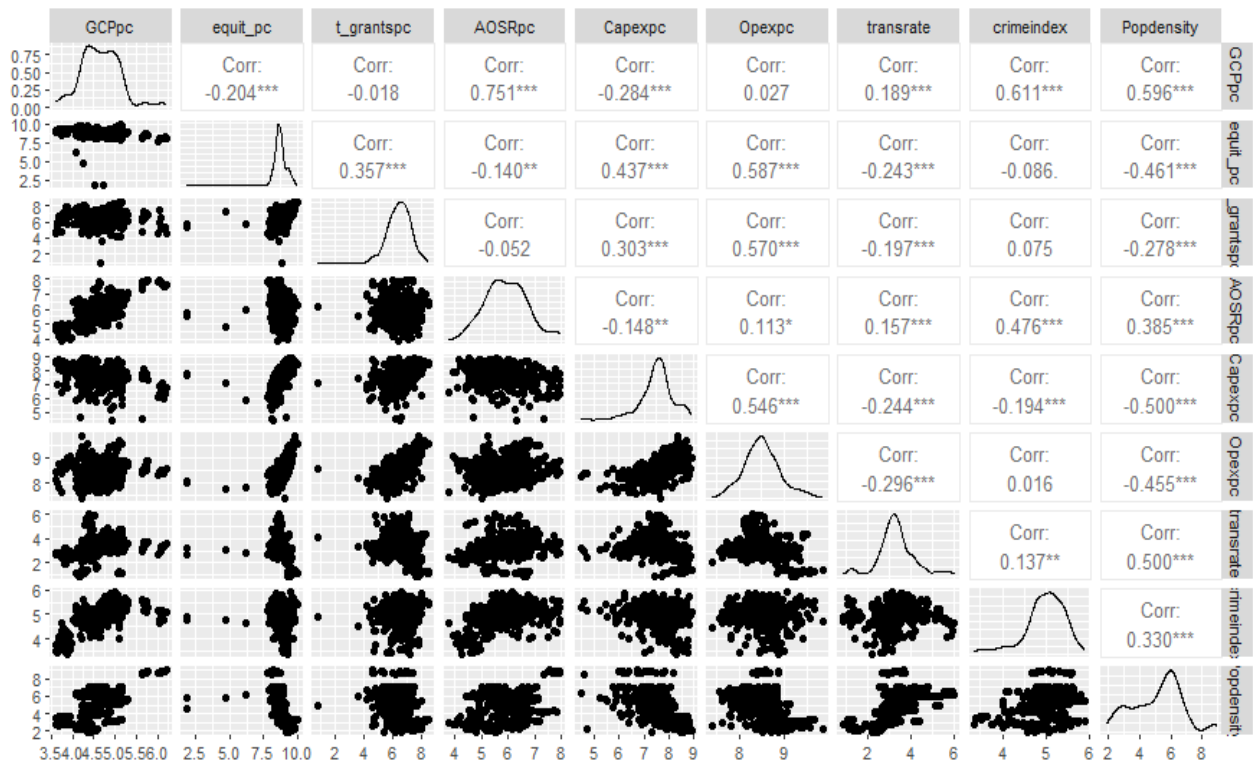 GCPpc equit_pc t_grantspc AOSRpc Capexpc Opexpc transrate crimeindex Popdensity
0.75
0.50
0.25
0.00
Corr: Corr: Corr: Corr: Corr: Corr: Corr: Corr:
-0.204*** -0.018 0.751*** -0.284*** 0.027 0.189*** 0.611*** 0.596***
GCPpc
10.0
7.5
5.0
2.5
Corr: Corr: Corr: Corr: Corr: Corr: Corr:
0.357*** -0.140** 0.437*** 0.587*** -0.243*** -0.086. -0.461***
equit_pc
8
6
4
2
Corr: Corr: Corr: Corr: Corr: Corr:
-0.052 0.303*** 0.570*** -0.197*** 0.075 -0.278***
_grantspc
8
7
6
5
4
Corr: Corr: Corr: Corr: Corr:
-0.148** 0.113* 0.157*** 0.476*** 0.385***
AOSRpc
9
8
7
6
5
Corr: Corr: Corr: Corr:
0.546*** -0.244*** -0.194*** -0.500***
Capexpc
9
8
Corr: Corr: Corr:
-0.296*** 0.016 -0.455***
Opexpc
6
4
2
Corr: Corr:
0.137** 0.500***
transrate
6
5
4
Corr:
0.330***
rimeinde
8
6
4
2
opdensity
3.54.04.55.05.56.0 2.5 5.0 7.5 10.0 2 4 6 8 4 5 6 7 8 5 6 7 8 9 8 9 2 4 6 4 5 6 2 4 6 8